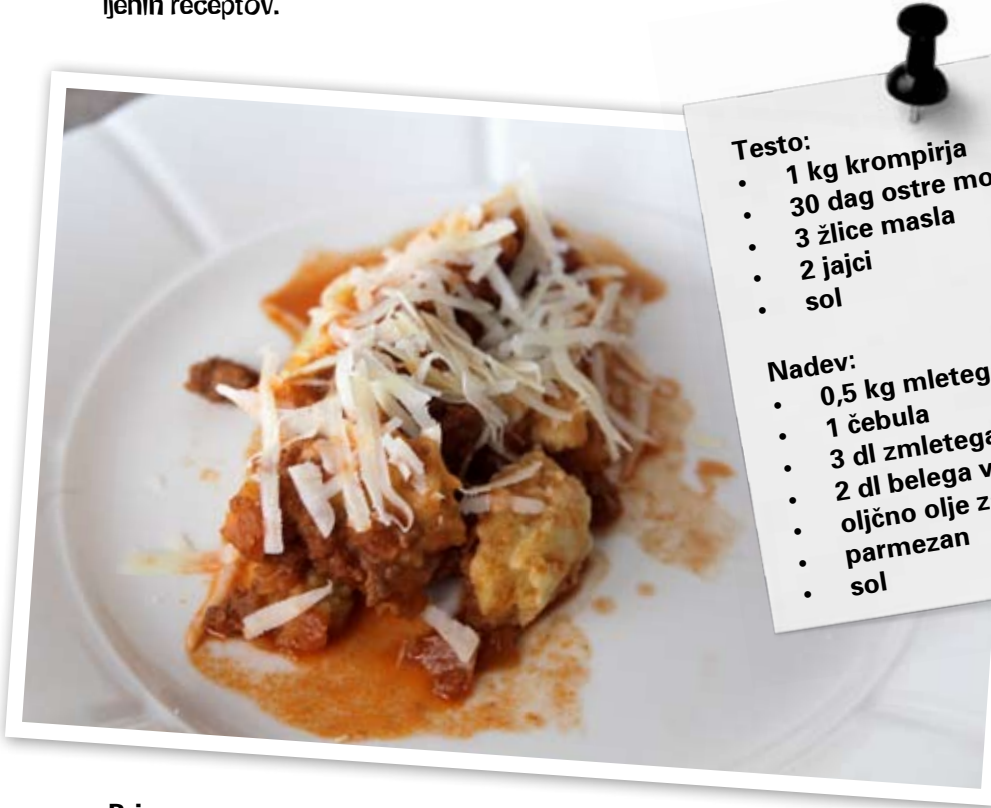 ljenih receptov.
Testo:
• 1 kg krompirja
• 30 dag ostre mo
• 3 žlice masla
• 2 jajci
• sol
Nadev:
• 0,5 kg mleteg
• 1 čebula
• 3 dl zmletega
• 2 dl belega v
• oljčno olje z
• parmezan
• sol